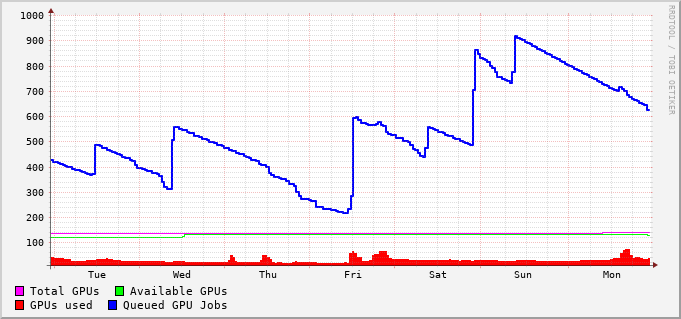 1000
900
800
700
600
500
400
300
200
100
Tue Wed Thu Fri Sat Sun Mon
Total GPUs Available GPUs
GPUs used Queued GPU Jobs
RRDTOOL / TOBI OETIKER